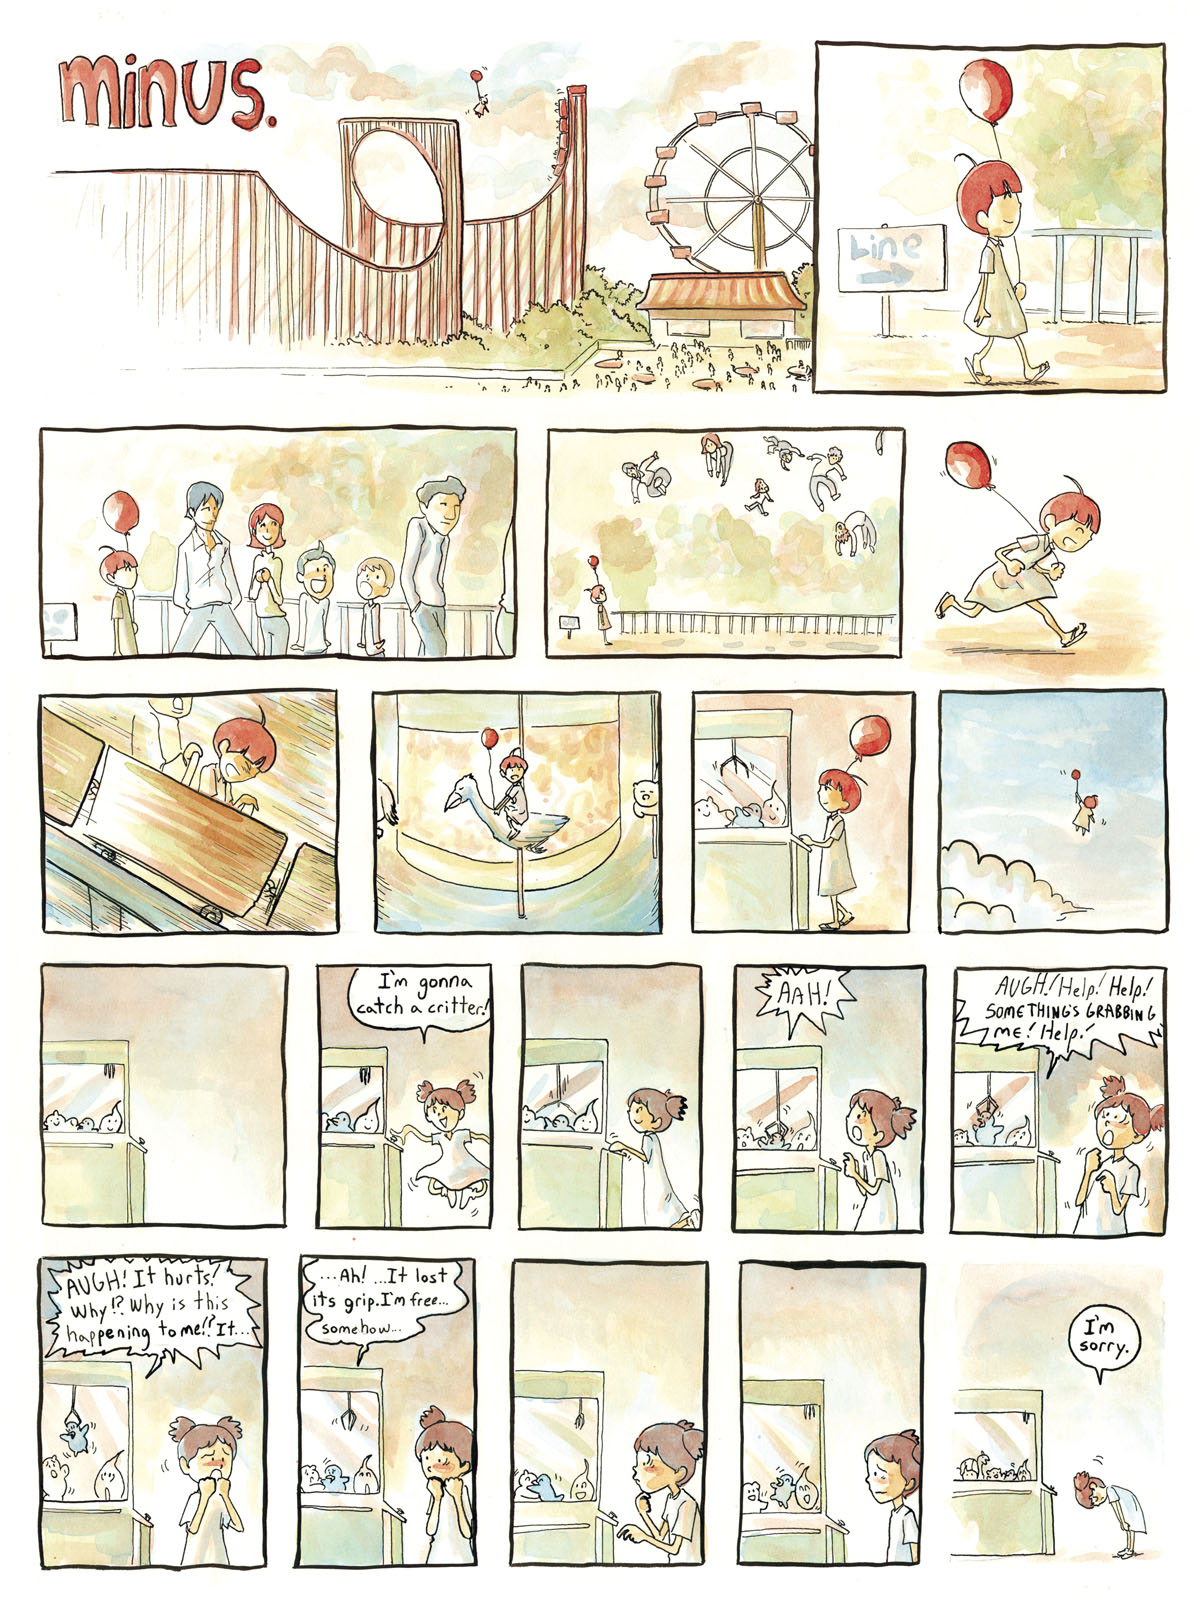 minus.
Line
I'm gonna
catch a critter!
AAH!
AUGH! Help! Help!
SOMETHING'S GRABBING
ME! Help!
AUGH! It hurts!
Why!? Why is this
happening to me!! It...
...Ah! ...It lost
its grip. I'm free...
somehow...
I'm
sorry.